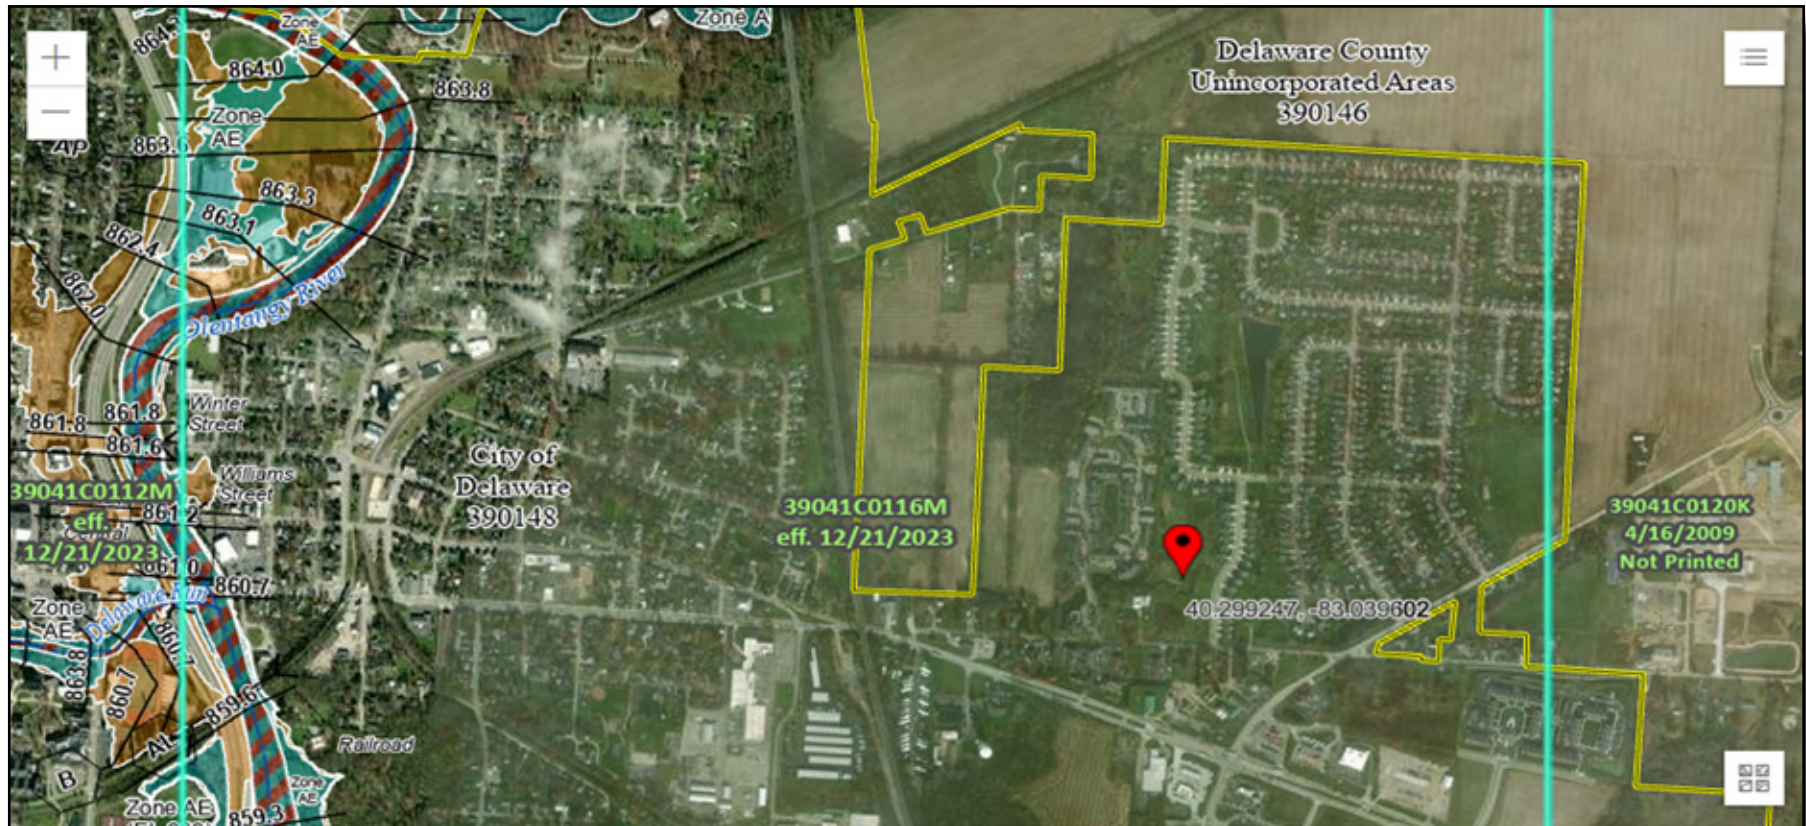 Zone
AE
Zone A
864.0
863.8
Zone
AE
Delaware County
Unincorporated Areas
390146
863.3
863.1
862.4
862.0
Olentangy River
861.8
861.8
861.6
Winter
Street
Williams
Street
City of
Delaware
390148
39041C0112M
eff.
12/21/2023
39041C0116M
eff. 12/21/2023
39041C0120K
4/16/2009
Not Printed
Central
861.0
860.7
Delaware Run
Zone
AE
40.299247, -83.039602
863.8
860.7
859.6
Railroad
B
Zone AE
Zone
AE
859.3